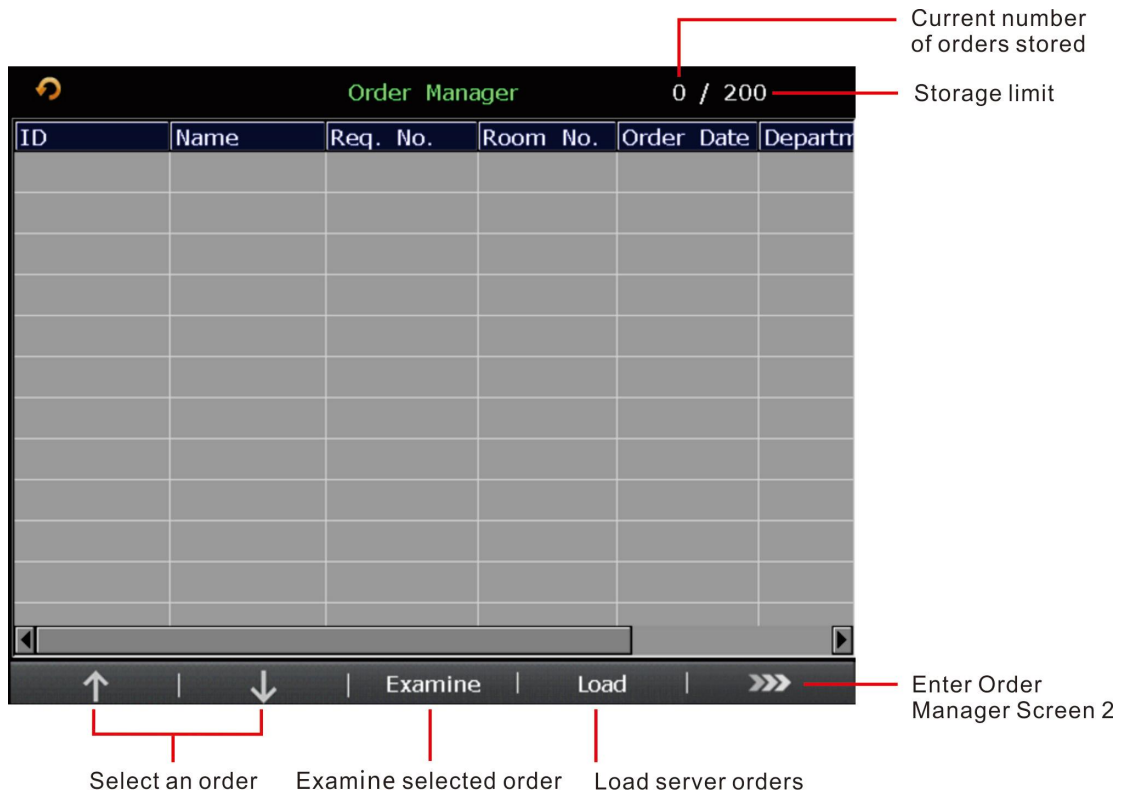 Current number
of orders stored
Order Manager 0 / 200
Storage limit
ID Name Req. No. Room No. Order Date Departm
Examine Load
Enter Order
Manager Screen 2
Select an order Examine selected order Load server orders